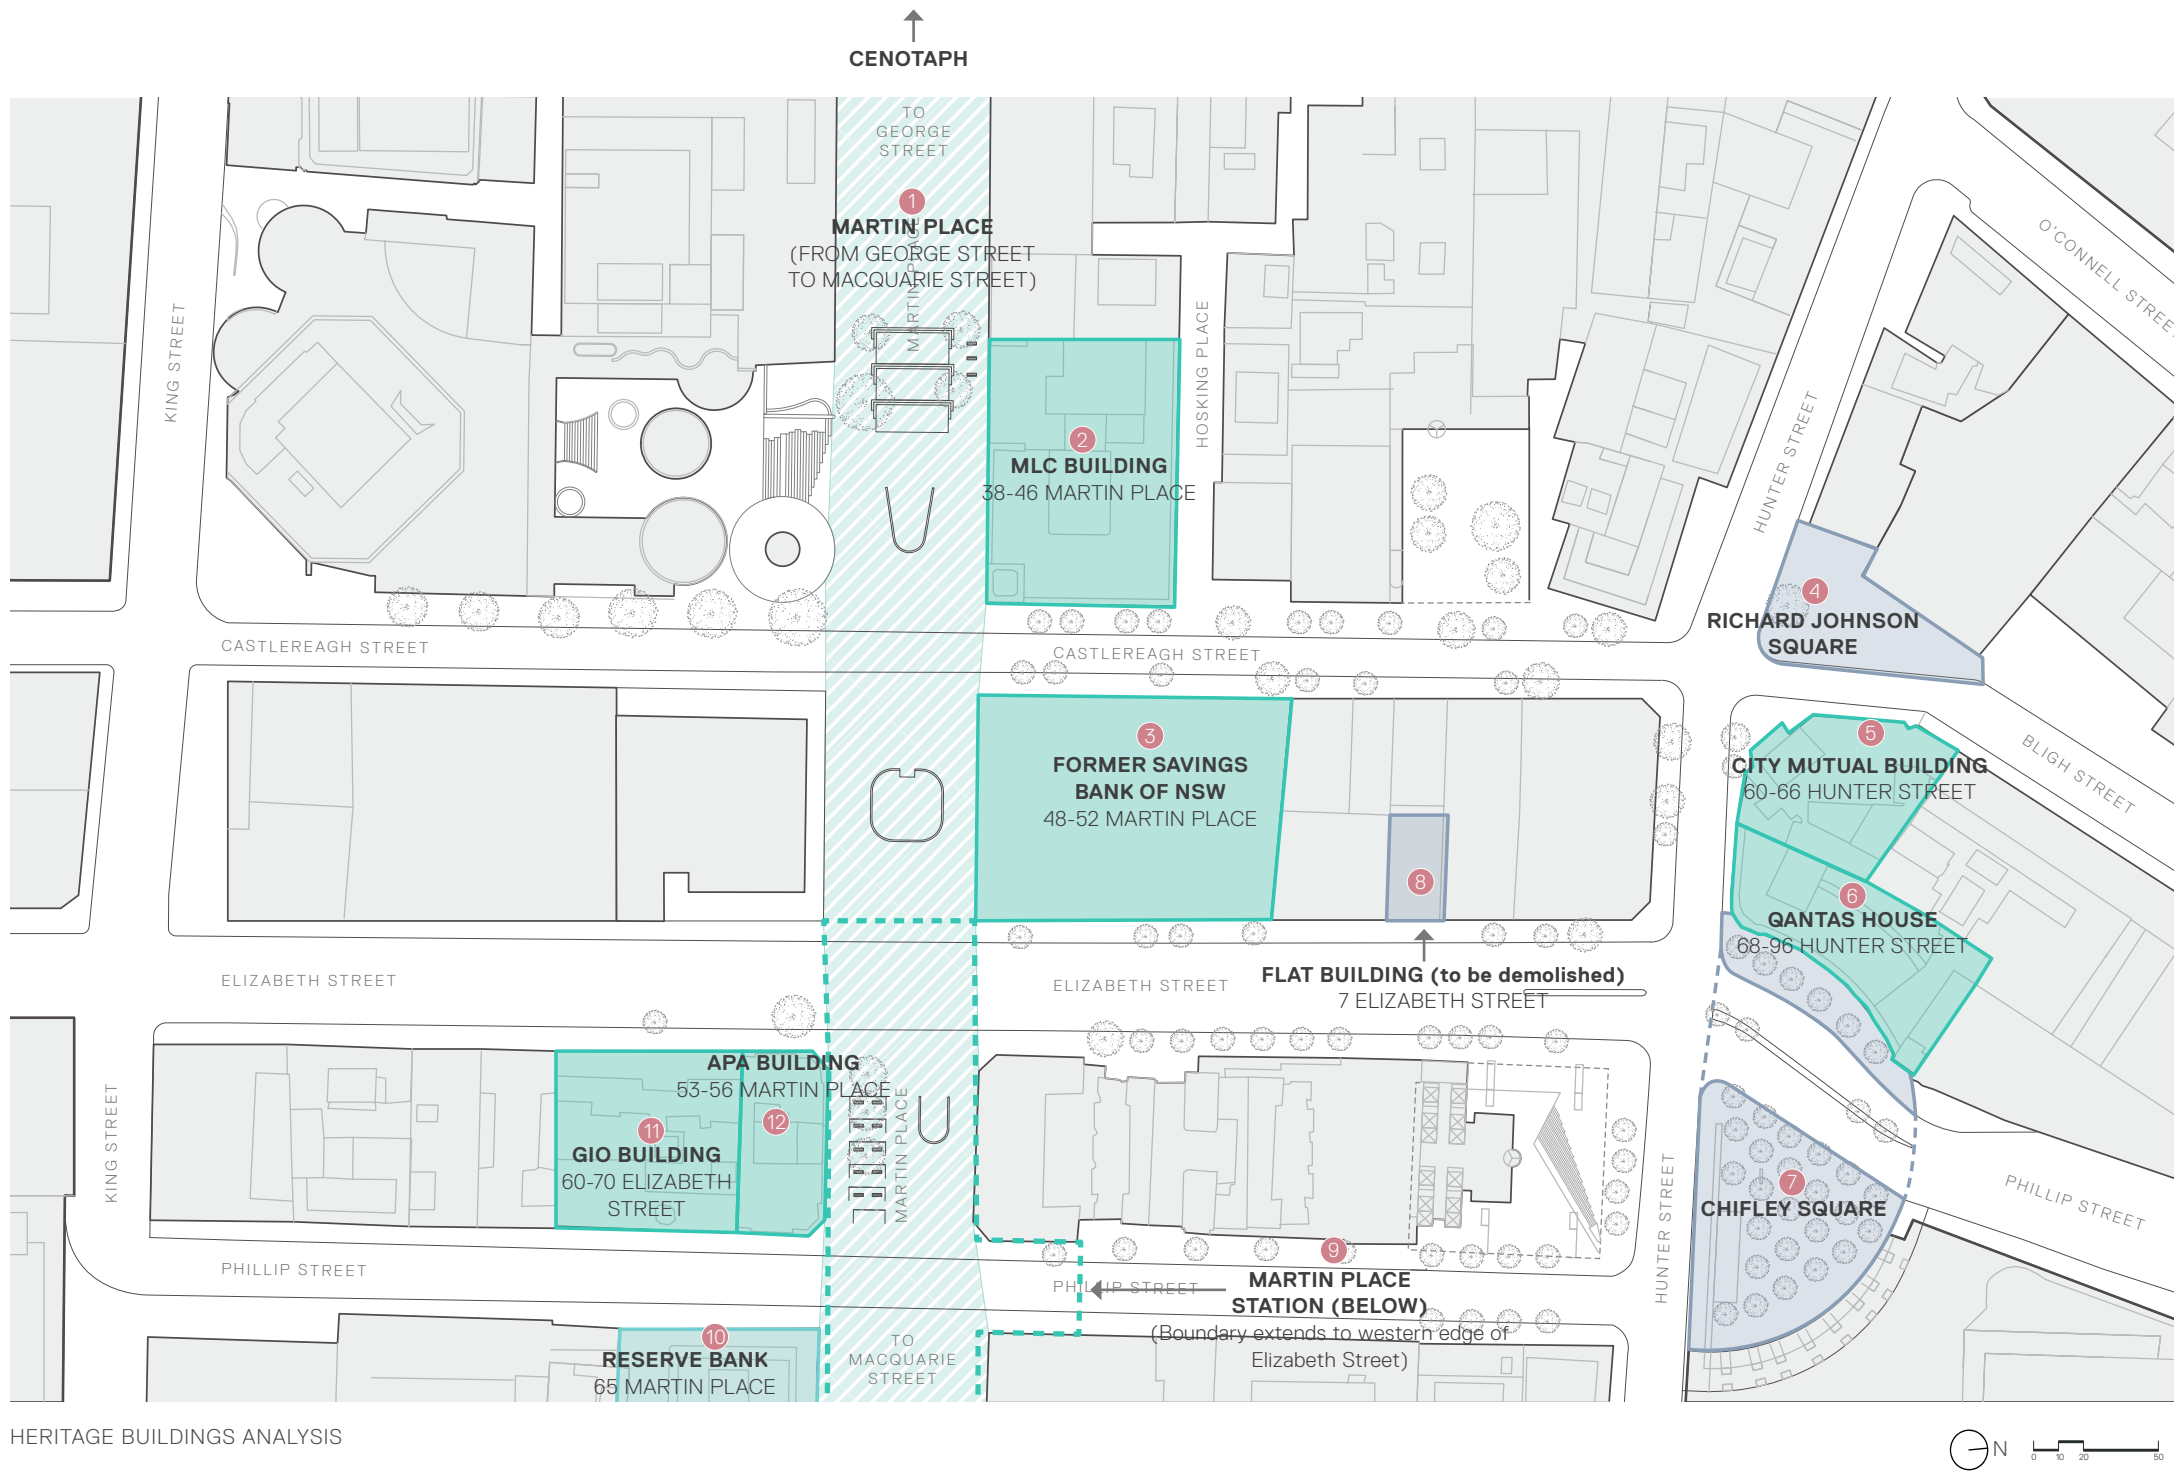 CENOTAPH
TO
GEORGE
STREET
1
MARTIN PLACE
(FROM GEORGE STREET
TO MACQUARIE STREET)
MARTIN PLACE
KING STREET
HOSKING PLACE
O'CONNELL STREET
HUNTER STREET
2
MLC BUILDING
38-46 MARTIN PLACE
4
RICHARD JOHNSON
SQUARE
CASTLEREAGH STREET
CASTLEREAGH STREET
3
FORMER SAVINGS
BANK OF NSW
48-52 MARTIN PLACE
5
CITY MUTUAL BUILDING
60-66 HUNTER STREET
BLIGH STREET
8
6
QANTAS HOUSE
68-96 HUNTER STREET
FLAT BUILDING (to be demolished)
7 ELIZABETH STREET
ELIZABETH STREET
ELIZABETH STREET
APA BUILDING
53-56 MARTIN PLACE
12
11
GIO BUILDING
60-70 ELIZABETH
STREET
KING STREET
MARTIN PLACE
HUNTER STREET
7
CHIFLEY SQUARE
PHILLIP STREET
PHILLIP STREET
PHILLIP STREET
9
MARTIN PLACE
STATION (BELOW)
(Boundary extends to western edge of
Elizabeth Street)
10
RESERVE BANK
65 MARTIN PLACE
TO
MACQUARIE
STREET
HERITAGE BUILDINGS ANALYSIS
N
0 10 20 50